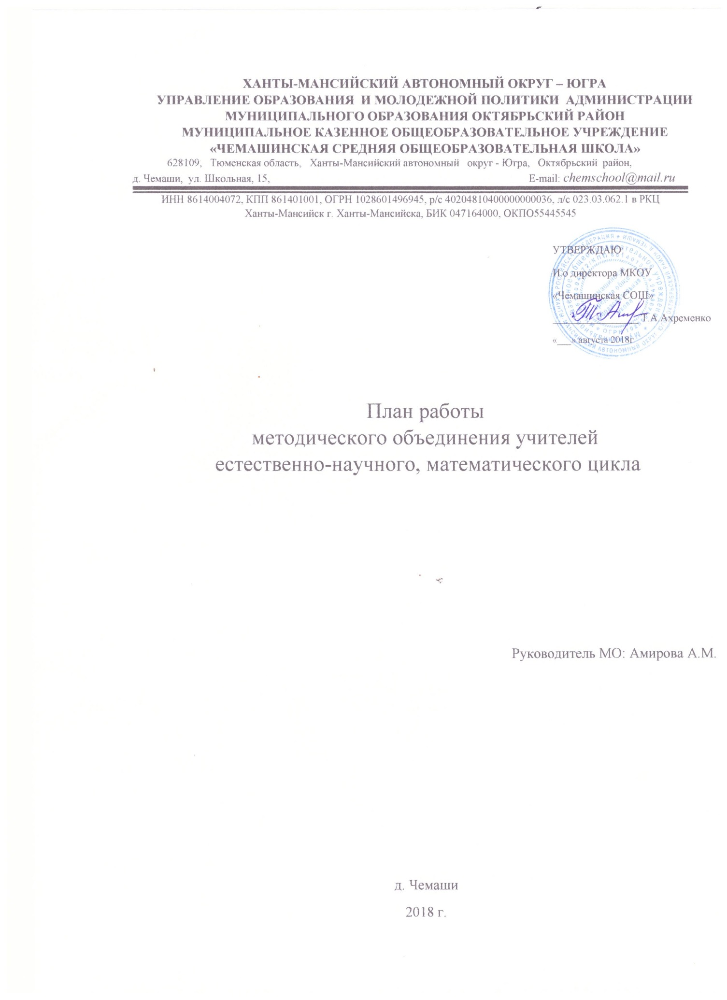 ХАНТЫ-МАНСИЙСКИЙ АВТОНОМНЫЙ ОКРУГ – ЮГРА
УПРАВЛЕНИЕ ОБРАЗОВАНИЯ И МОЛОДЕЖНОЙ ПОЛИТИКИ АДМИНИСТРАЦИИ
МУНИЦИПАЛЬНОГО ОБРАЗОВАНИЯ ОКТЯБРЬСКИЙ РАЙОН
МУНИЦИПАЛЬНОЕ КАЗЕННОЕ ОБЩЕОБРАЗОВАТЕЛЬНОЕ УЧРЕЖДЕНИЕ
«ЧЕМАШИНСКАЯ СРЕДНЯЯ ОБЩЕОБРАЗОВАТЕЛЬНАЯ ШКОЛА»
628109, Тюменская область, Ханты-Мансийский автономный округ - Югра, Октябрьский район,
д. Чемаши, ул. Школьная, 15, E-mail: chemschool@mail.ru
ИНН 8614004072, КПП 861401001, ОГРН 1028601496945, р/с 40204810400000000036, л/с 023.03.062.1 в РКЦ
Ханты-Мансийск г. Ханты-Мансийска, БИК 047164000, ОКПО55445545
УТВЕРЖДАЮ:
И.о директора МКОУ
«Чемашинская СОШ»
________________ Т.А.Ахременко
«___» августа 2018г
План работы
методического объединения учителей
естественно-научного, математического цикла
Руководитель МО: Амирова А.М.
д. Чемаши
2018 г.